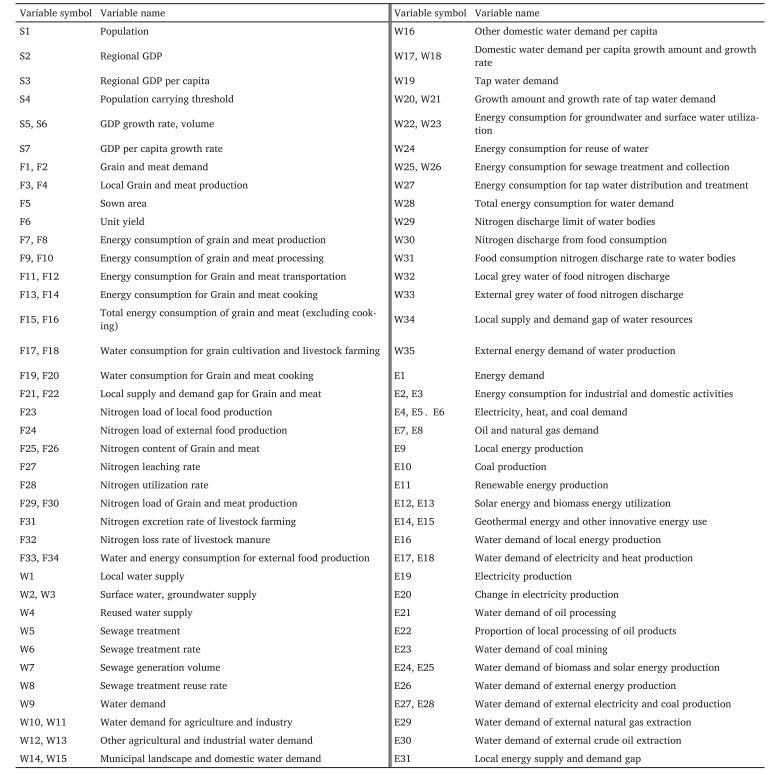 Variable symbol Variable name Variable symbol Variable name
S1 Population W16 Other domestic water demand per capita
S2 Regional GDP W17, W18 Domestic water demand per capita growth amount and growth
rate
S3 Regional GDP per capita W19 Tap water demand
S4 Population carrying threshold W20, W21 Growth amount and growth rate of tap water demand
S5, S6 GDP growth rate, volume W22, W23 Energy consumption for groundwater and surface water utiliza-
tion
S7 GDP per capita growth rate W24 Energy consumption for reuse of water
F1, F2 Grain and meat demand W25, W26 Energy consumption for sewage treatment and collection
F3, F4 Local Grain and meat production W27 Energy consumption for tap water distribution and treatment
F5 Sown area W28 Total energy consumption for water demand
F6 Unit yield W29 Nitrogen discharge limit of water bodies
F7, F8 Energy consumption of grain and meat production W30 Nitrogen discharge from food consumption
F9, F10 Energy consumption of grain and meat processing W31 Food consumption nitrogen discharge rate to water bodies
F11, F12 Energy consumption for Grain and meat transportation W32 Local grey water of food nitrogen discharge
F13, F14 Energy consumption for Grain and meat cooking W33 External grey water of food nitrogen discharge
F15, F16 Total energy consumption of grain and meat (excluding cook-
ing) W34 Local supply and demand gap of water resources
F17, F18 Water consumption for grain cultivation and livestock farming W35 External energy demand of water production
F19, F20 Water consumption for Grain and meat cooking E1 Energy demand
F21, F22 Local supply and demand gap for Grain and meat E2, E3 Energy consumption for industrial and domestic activities
F23 Nitrogen load of local food production E4, E5、E6 Electricity, heat, and coal demand
F24 Nitrogen load of external food production E7, E8 Oil and natural gas demand
F25, F26 Nitrogen content of Grain and meat E9 Local energy production
F27 Nitrogen leaching rate E10 Coal production
F28 Nitrogen utilization rate E11 Renewable energy production
F29, F30 Nitrogen load of Grain and meat production E12, E13 Solar energy and biomass energy utilization
F31 Nitrogen excretion rate of livestock farming E14, E15 Geothermal energy and other innovative energy use
F32 Nitrogen loss rate of livestock manure E16 Water demand of local energy production
F33, F34 Water and energy consumption for external food production E17, E18 Water demand of electricity and heat production
W1 Local water supply E19 Electricity production
W2, W3 Surface water, groundwater supply E20 Change in electricity production
W4 Reused water supply E21 Water demand of oil processing
W5 Sewage treatment E22 Proportion of local processing of oil products
W6 Sewage treatment rate E23 Water demand of coal mining
W7 Sewage generation volume E24, E25 Water demand of biomass and solar energy production
W8 Sewage treatment reuse rate E26 Water demand of external energy production
W9 Water demand E27, E28 Water demand of external electricity and coal production
W10, W11 Water demand for agriculture and industry E29 Water demand of external natural gas extraction
W12, W13 Other agricultural and industrial water demand E30 Water demand of external crude oil extraction
W14, W15 Municipal landscape and domestic water demand E31 Local energy supply and demand gap